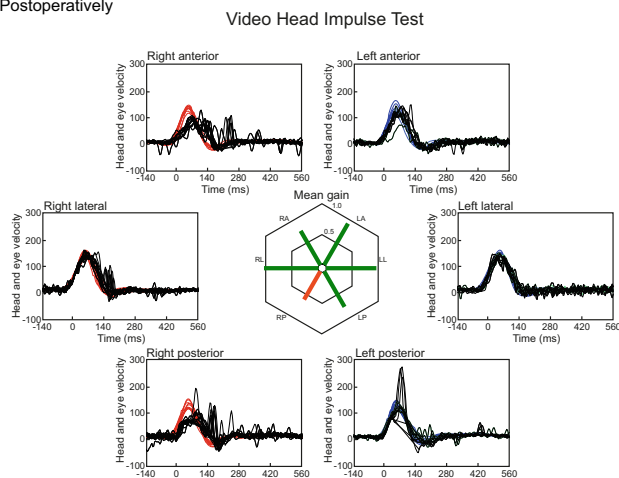 Postoperatively
Video Head Impulse Test
Right anterior
Head and eye velocity
300
200
100
0
-100
-140 0 140 280 420 560
Time (ms)
Left anterior
Head and eye velocity
300
200
100
0
-100
-140 0 140 280 420 560
Time (ms)
Right lateral
Head and eye velocity
300
200
100
0
-100
-140 0 140 280 420 560
Time (ms)
Mean gain
1.0
0.5
RA
LA
RL
LL
RP
LP
Left lateral
Head and eye velocity
300
200
100
0
-100
-140 0 140 280 420 560
Time (ms)
Right posterior
Head and eye velocity
300
200
100
0
-100
-140 0 140 280 420 560
Left posterior
Head and eye velocity
300
200
100
0
-100
-140 0 140 280 420 560